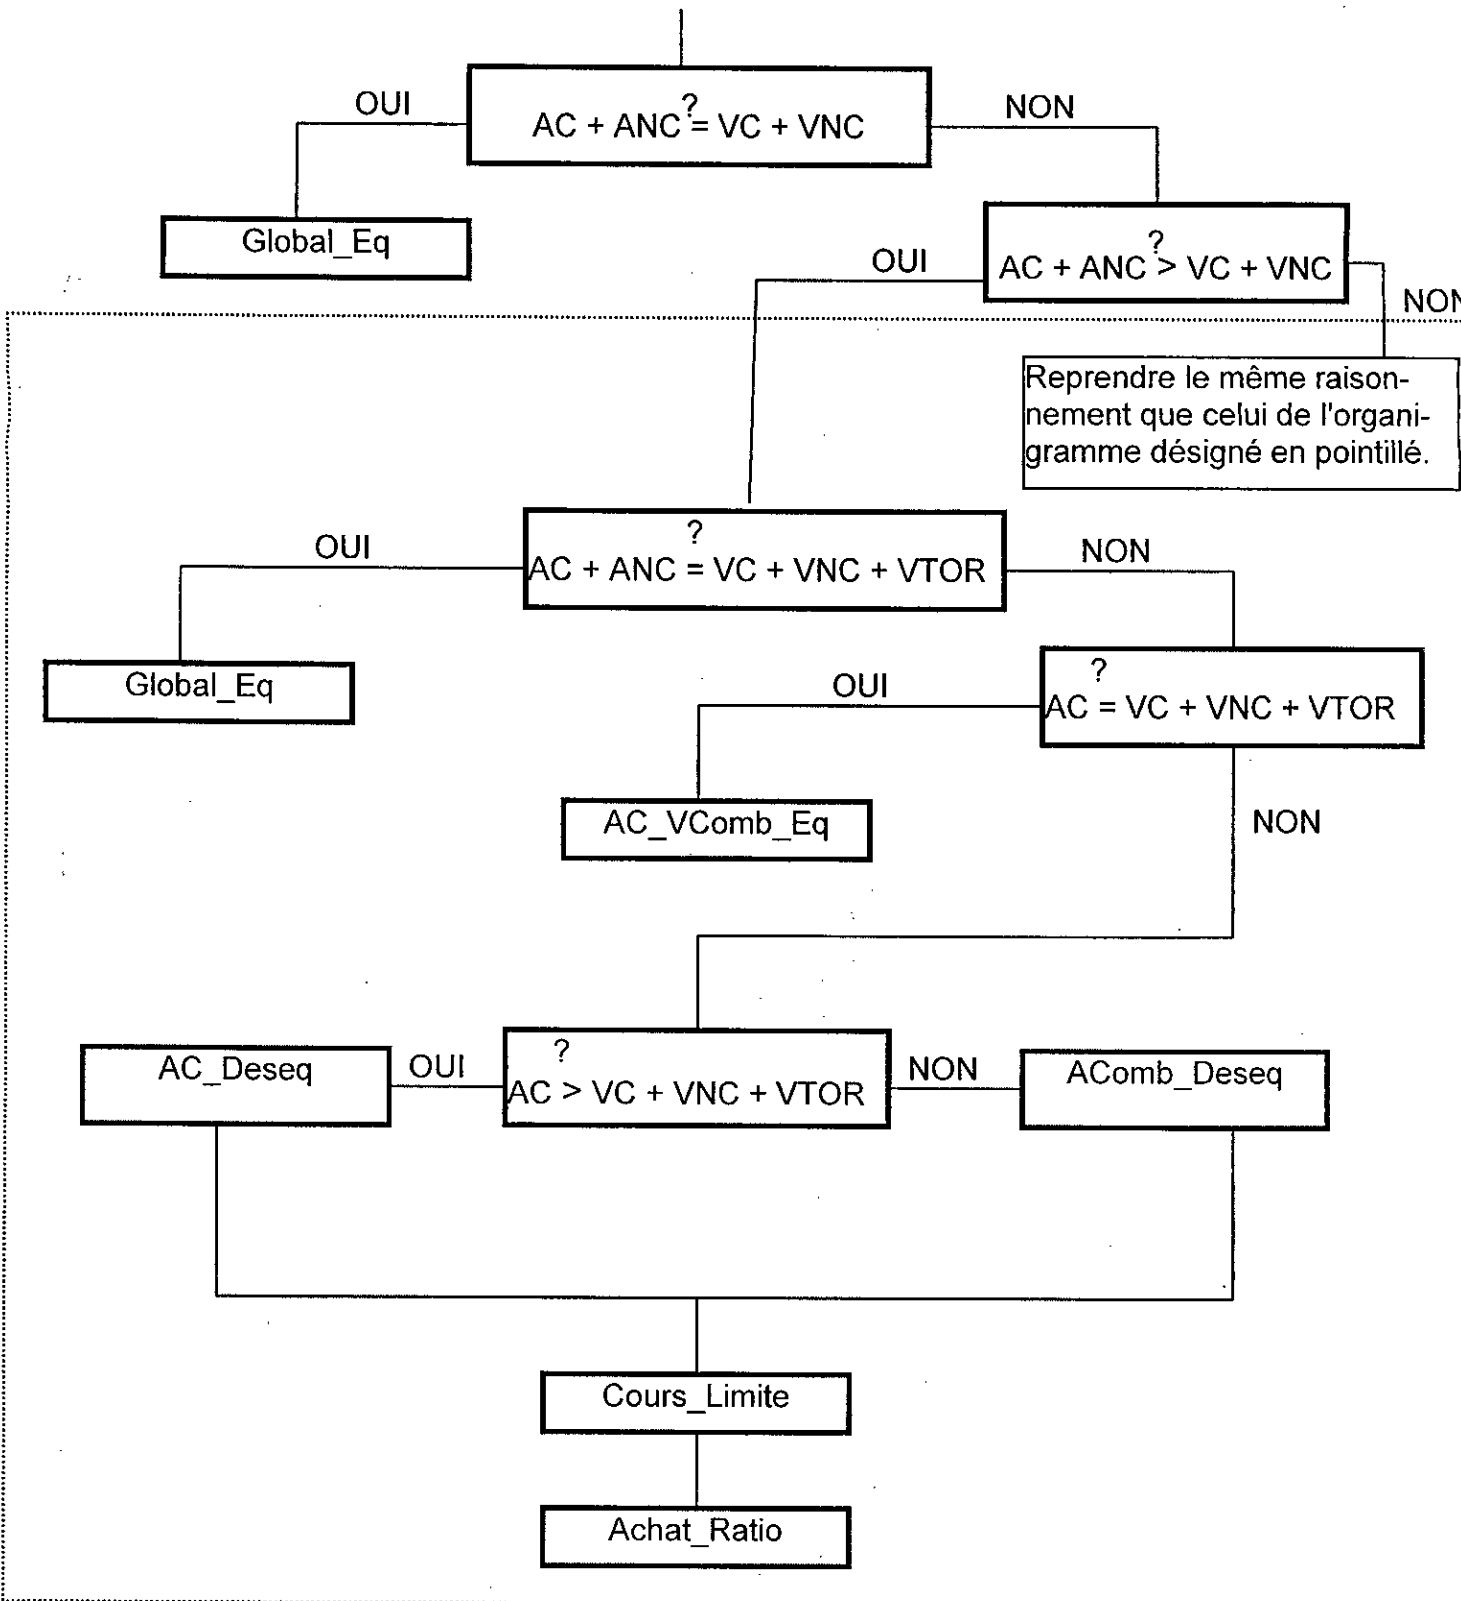 OUI
?
AC + ANC = VC + VNC
NON
Global_Eq
OUI
?
AC + ANC > VC + VNC
NON
Reprendre le même raison-
nement que celui de l'organi-
gramme désigné en pointillé.
OUI
?
AC + ANC = VC + VNC + VTOR
NON
Global_Eq
OUI
?
AC = VC + VNC + VTOR
AC_VComb_Eq
NON
AC_Deseq
OUI
?
AC > VC + VNC + VTOR
NON
AComb_Deseq
Cours_Limite
Achat_Ratio